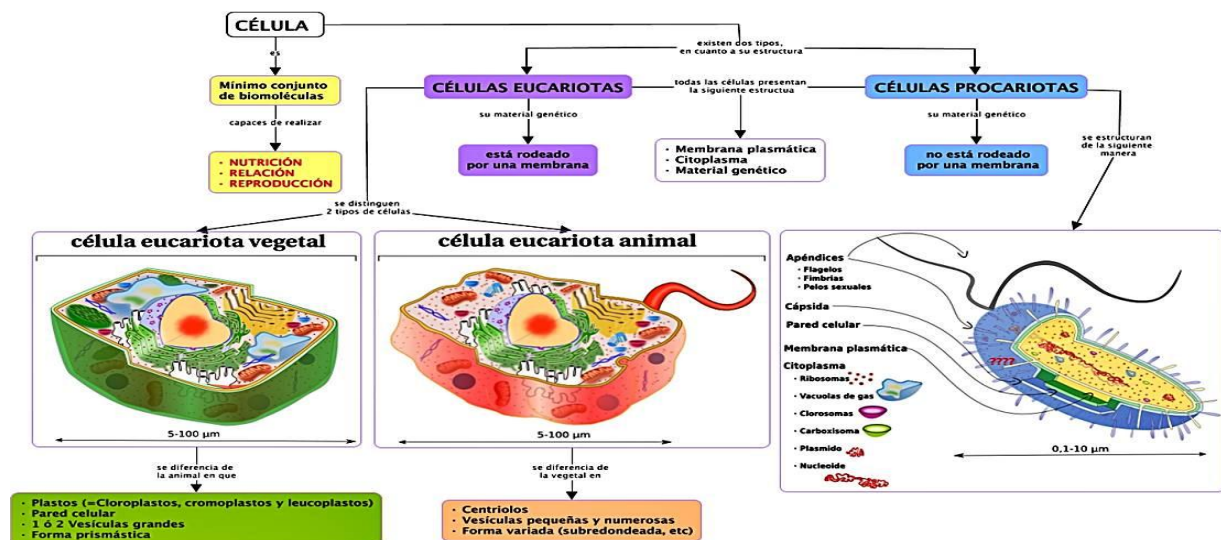 CÉLULA
es
Mínimo conjunto
de biomoléculas
capaces de realizar
· NUTRICIÓN
· RELACIÓN
· REPRODUCCIÓN
existen dos tipos,
en cuanto a su estructura
CÉLULAS EUCARIOTAS
todas las células presentan
la siguiente estructua
CÉLULAS PROCARIOTAS
su material genético
está rodeado
por una membrana
· Membrana plasmática
· Citoplasma
· Material genético
su material genético
no está rodeado
por una membrana
se estructuran
de la siguiente
manera
se distinguen
2 tipos de células
célula eucariota vegetal
5-100 µm
se diferencia de
la animal en que
· Plastos (=Cloroplastos, cromoplastos y leucoplastos)
· Pared celular
· 1 ó 2 Vesículas grandes
· Forma prismástica
célula eucariota animal
5-100 µm
se diferencia de
la vegetal en
· Centriolos
· Vesículas pequeñas y numerosas
· Forma variada (subredondeada, etc)
Apéndices
· Flagelos
· Fimbrias
· Pelos sexuales
Cápsida
Pared celular
Membrana plasmática
Citoplasma
· Ribosomas
· Vacuolas de gas
· Clorosomas
· Carboxisoma
· Plasmido
· Nucleoide
????
0,1-10 µm